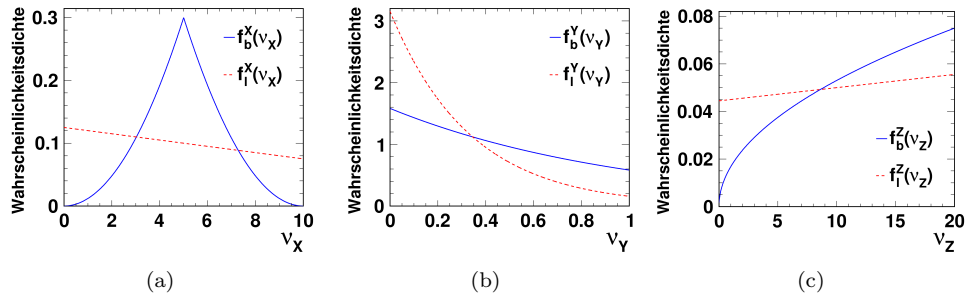 Wahrscheinlichkeitsdichte
0.3
0.2
0.1
0
0 2 4 6 8 10
ν_X
f_b^X(ν_X)
f_l^X(ν_X)
(a)
Wahrscheinlichkeitsdichte
3
2
1
0
0 0.2 0.4 0.6 0.8 1
ν_Y
f_b^Y(ν_Y)
f_l^Y(ν_Y)
(b)
Wahrscheinlichkeitsdichte
0.08
0.06
0.04
0.02
0
0 5 10 15 20
ν_Z
f_b^Z(ν_Z)
f_l^Z(ν_Z)
(c)